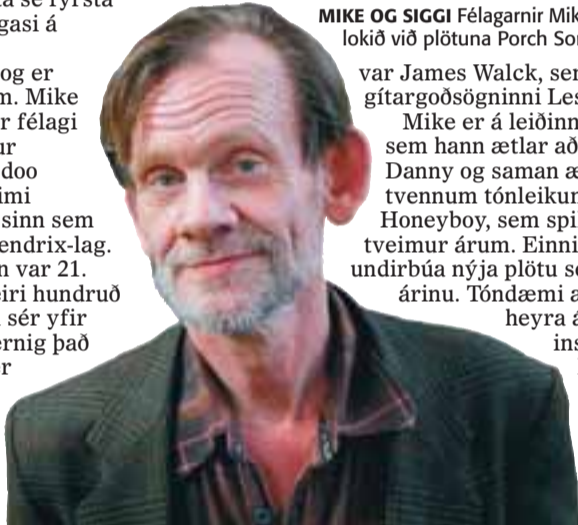 gasi á
og er
m. Mike
r félagi
ur
doo
imi
sinn sem
endrix-lag.
n var 21.
eiri hundruð
sér yfir
ernig það
r
MIKE OG SIGGI Félagarnir Mik
lokið við plötuna Porch Son
var James Walck, sem
gítargoðsögninni Les
Mike er á leiðinn
sem hann ætlar að
Danny og saman æ
tvennum tónleikum
Honeyboy, sem spi
tveimur árum. Einni
undirbúa nýja plötu se
árinu. Tóndæmi a
heyra á
ins